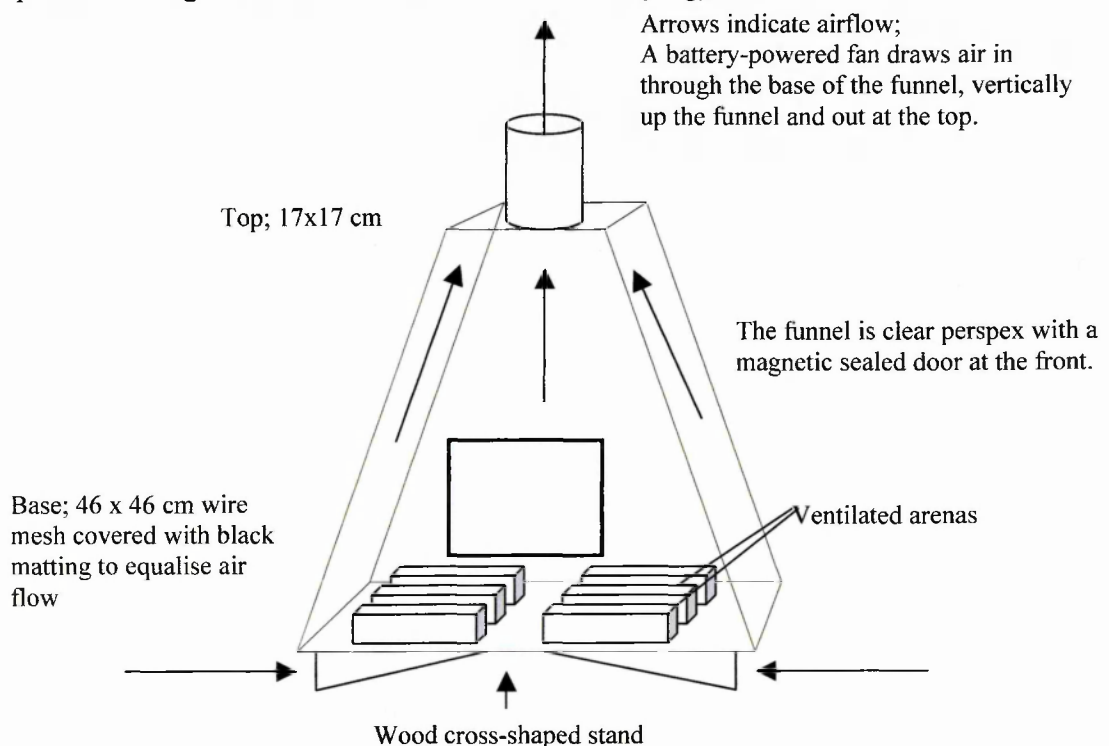 Arrows indicate airflow;
A battery-powered fan draws air in
through the base of the funnel, vertically
up the funnel and out at the top.
Top; 17x17 cm
The funnel is clear perspex with a
magnetic sealed door at the front.
Base; 46 x 46 cm wire
mesh covered with black
matting to equalise air
flow
Ventilated arenas
Wood cross-shaped stand